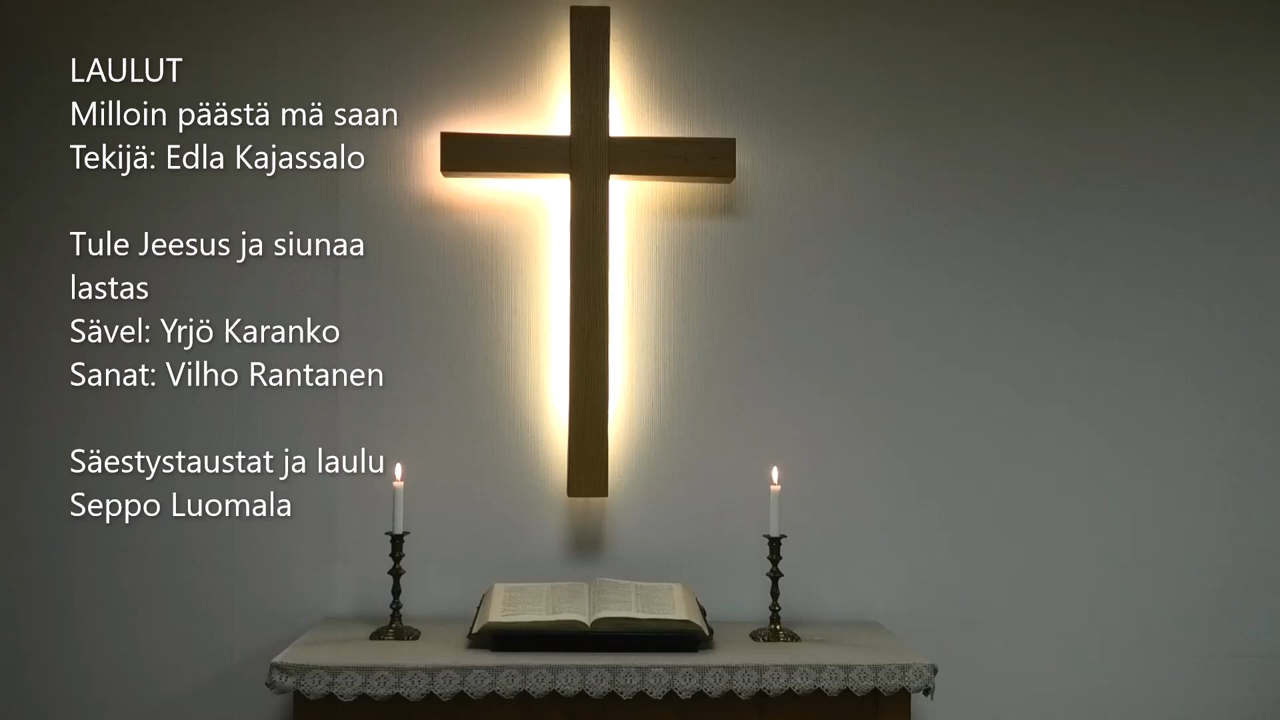 LAULUT
Milloin päästä mä saan
Tekijä: Edla Kajassalo
Tule Jeesus ja siunaa
lastas
Sävel: Yrjö Karanko
Sanat: Vilho Rantanen
Säestystaustat ja laulu
Seppo Luomala